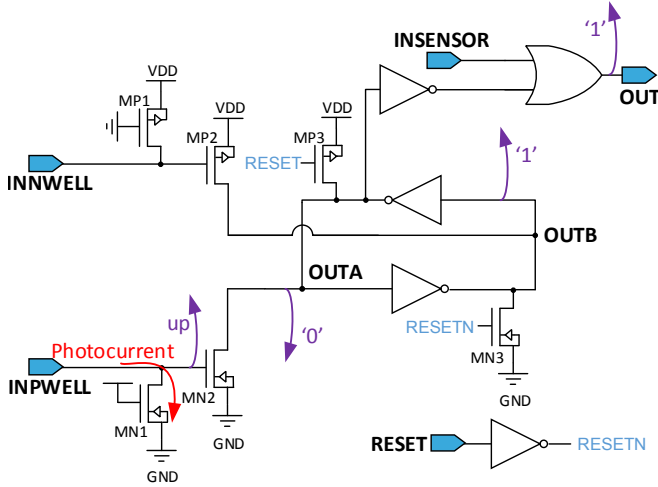 '1'
INSENSOR
OUT
VDD
MP1
VDD
MP2
VDD
MP3
RESET
INNWELL
'1'
OUTB
OUTA
up
'0'
RESETN
MN3
GND
Photocurrent
INPWELL
MN1
MN2
GND
GND
RESET
RESETN